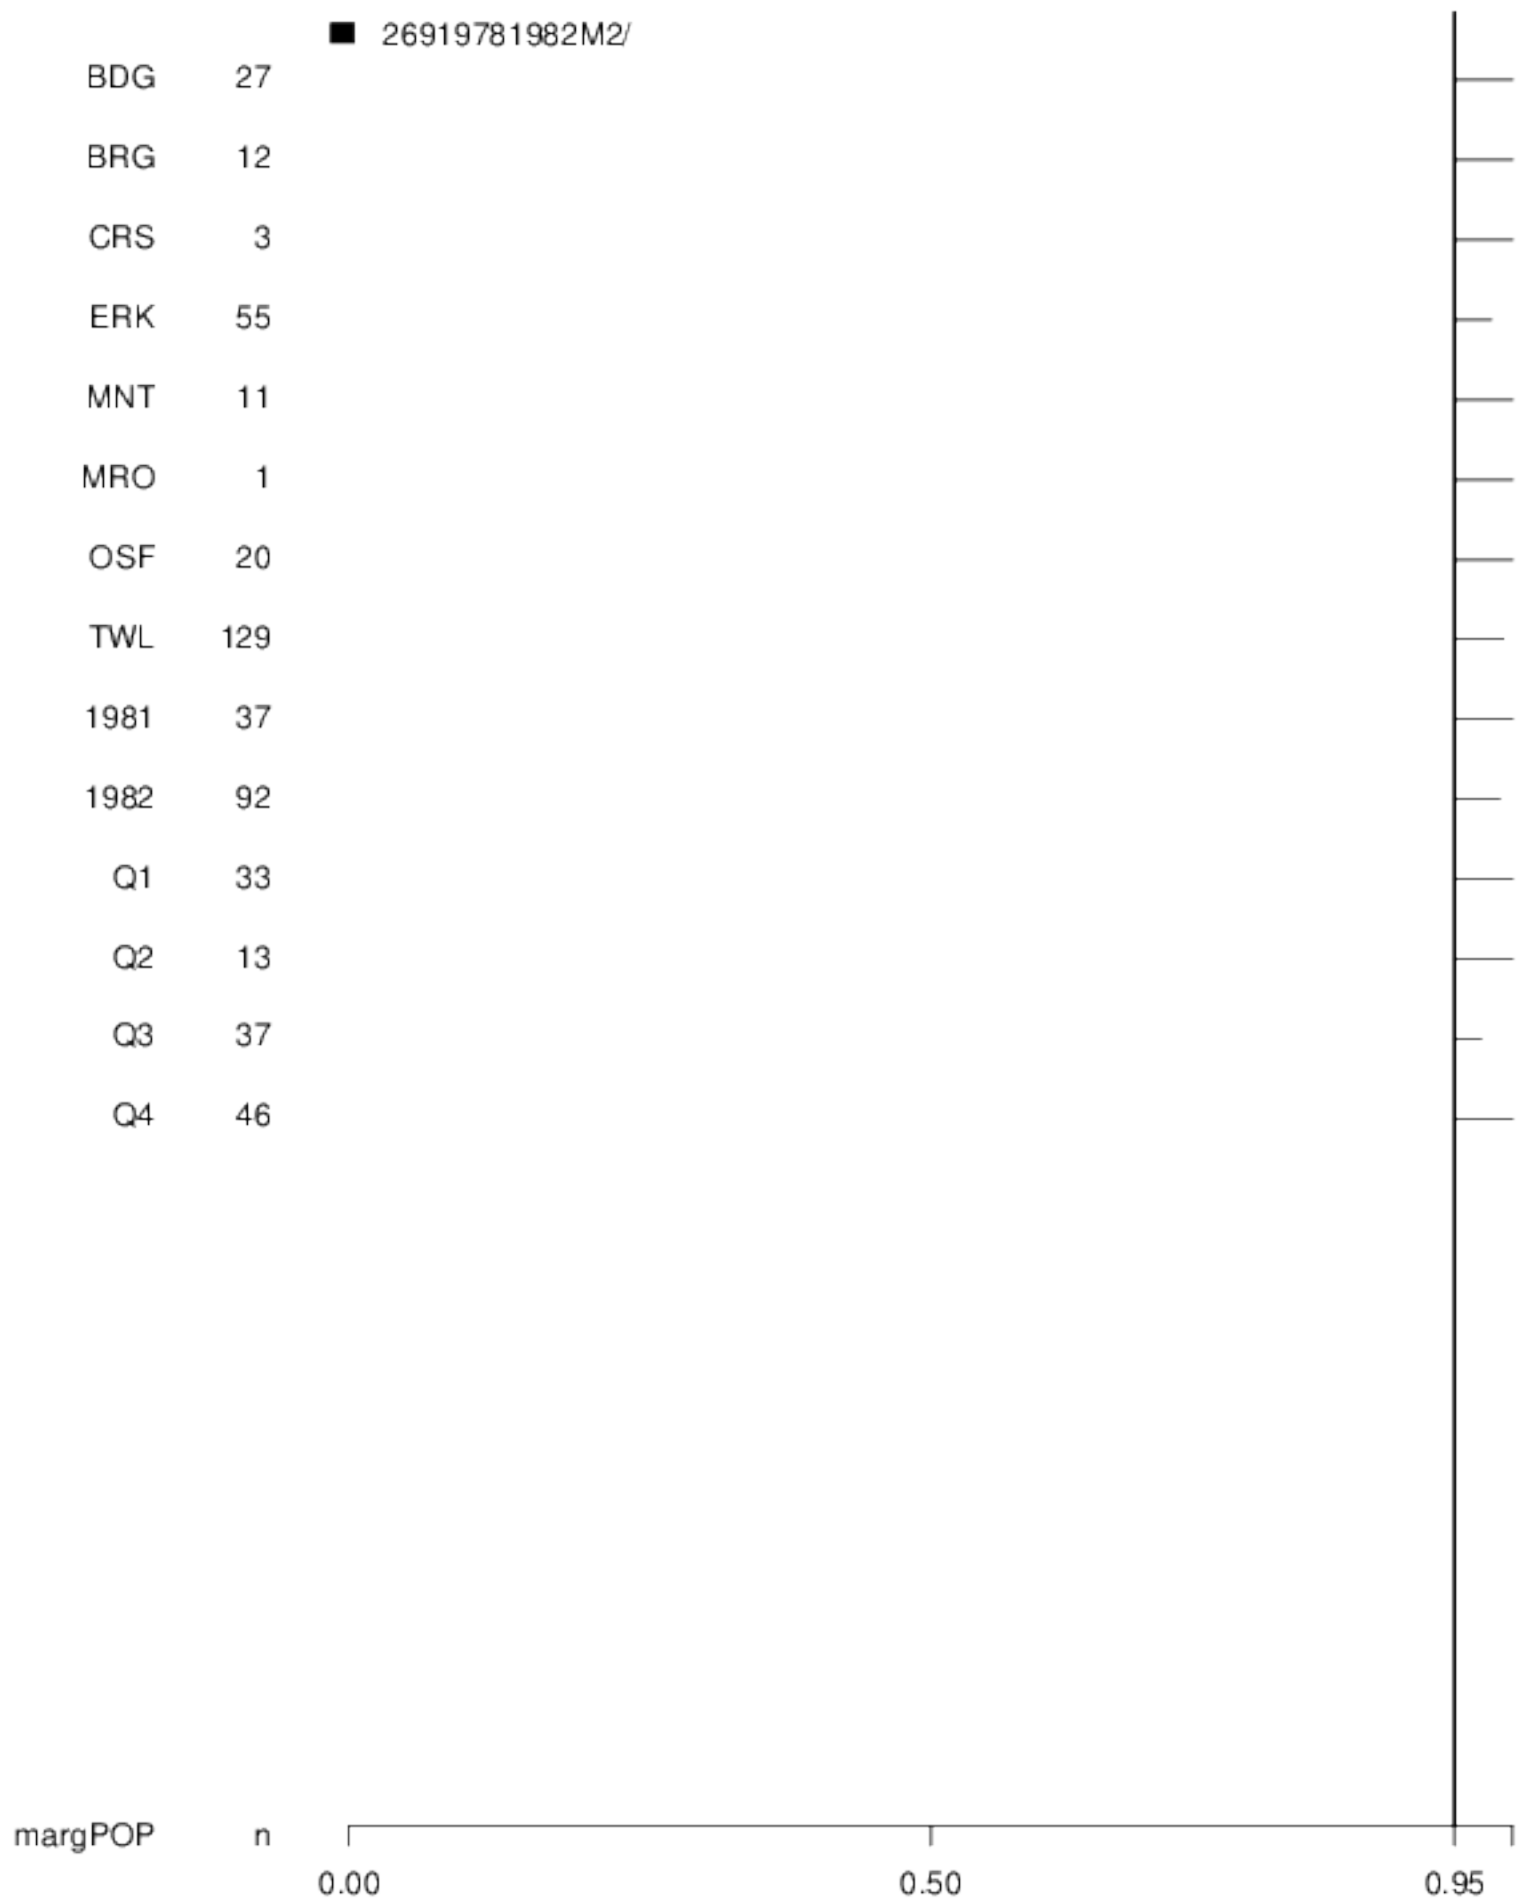 26919781982M2/
BDG 27
BRG 12
CRS 3
ERK 55
MNT 11
MRO 1
OSF 20
TWL 129
1981 37
1982 92
Q1 33
Q2 13
Q3 37
Q4 46
margPOP n
0.00 0.50 0.95